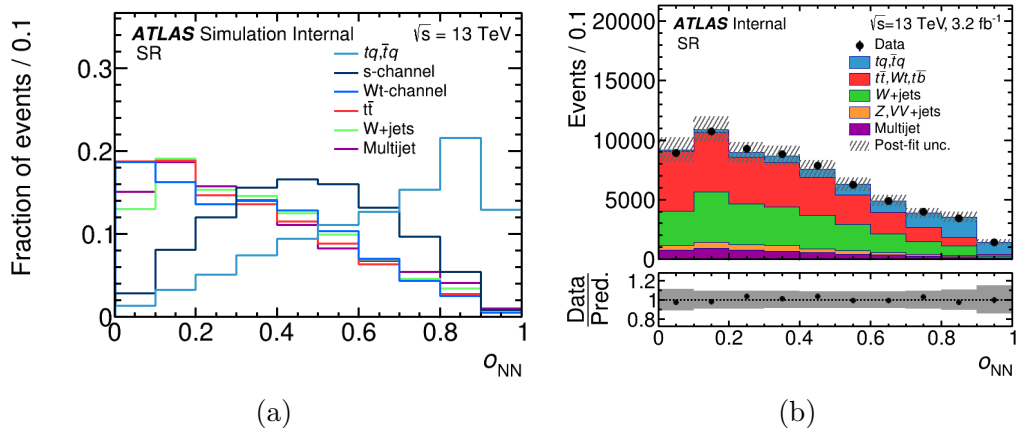 ATLAS Simulation Internal √s = 13 TeV
SR
tq,t̄q
s-channel
Wt-channel
tt̄
W+jets
Multijet
Fraction of events / 0.1
0.3
0.2
0.1
0
0 0.2 0.4 0.6 0.8 1
o_NN
(a)
ATLAS Internal √s=13 TeV, 3.2 fb⁻¹
SR
Data
tq,t̄q
tt̄,Wt,tb̄
W+jets
Z,VV+jets
Multijet
Post-fit unc.
Events / 0.1
20000
15000
10000
5000
0
Data
Pred.
1.2
1
0 0.2 0.4 0.6 0.8 1
o_NN
(b)